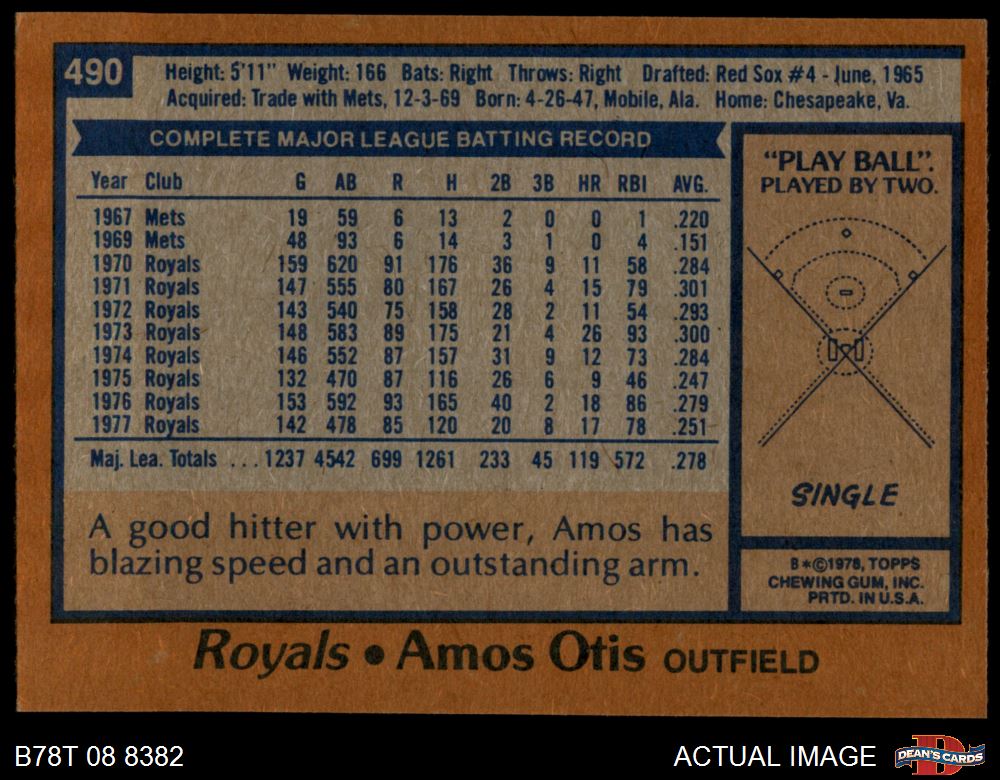 490
Height: 5'11" Weight: 166 Bats: Right Throws: Right Drafted: Red Sox #4 - June, 1965
Acquired: Trade with Mets, 12-3-69 Born: 4-26-47, Mobile, Ala. Home: Chesapeake, Va.
COMPLETE MAJOR LEAGUE BATTING RECORD
Year Club G AB R H 2B 3B HR RBI AVG.
1967 Mets 19 59 6 13 2 0 0 1 .220
1969 Mets 48 93 6 14 3 1 0 4 .151
1970 Royals 159 620 91 176 36 9 11 58 .284
1971 Royals 147 555 80 167 26 4 15 79 .301
1972 Royals 143 540 75 158 28 2 11 54 .293
1973 Royals 148 583 89 175 21 4 26 93 .300
1974 Royals 146 552 87 157 31 9 12 73 .284
1975 Royals 132 470 87 116 26 6 9 46 .247
1976 Royals 153 592 93 165 40 2 18 86 .279
1977 Royals 142 478 85 120 20 8 17 78 .251
Maj. Lea. Totals ... 1237 4542 699 1261 233 45 119 572 .278
A good hitter with power, Amos has
blazing speed and an outstanding arm.
"PLAY BALL".
PLAYED BY TWO.
SINGLE
B*©1978, TOPPS
CHEWING GUM, INC.
PRTD. IN U.S.A.
Royals • Amos Otis OUTFIELD
B78T 08 8382
ACTUAL IMAGE
DEAN'S CARDS